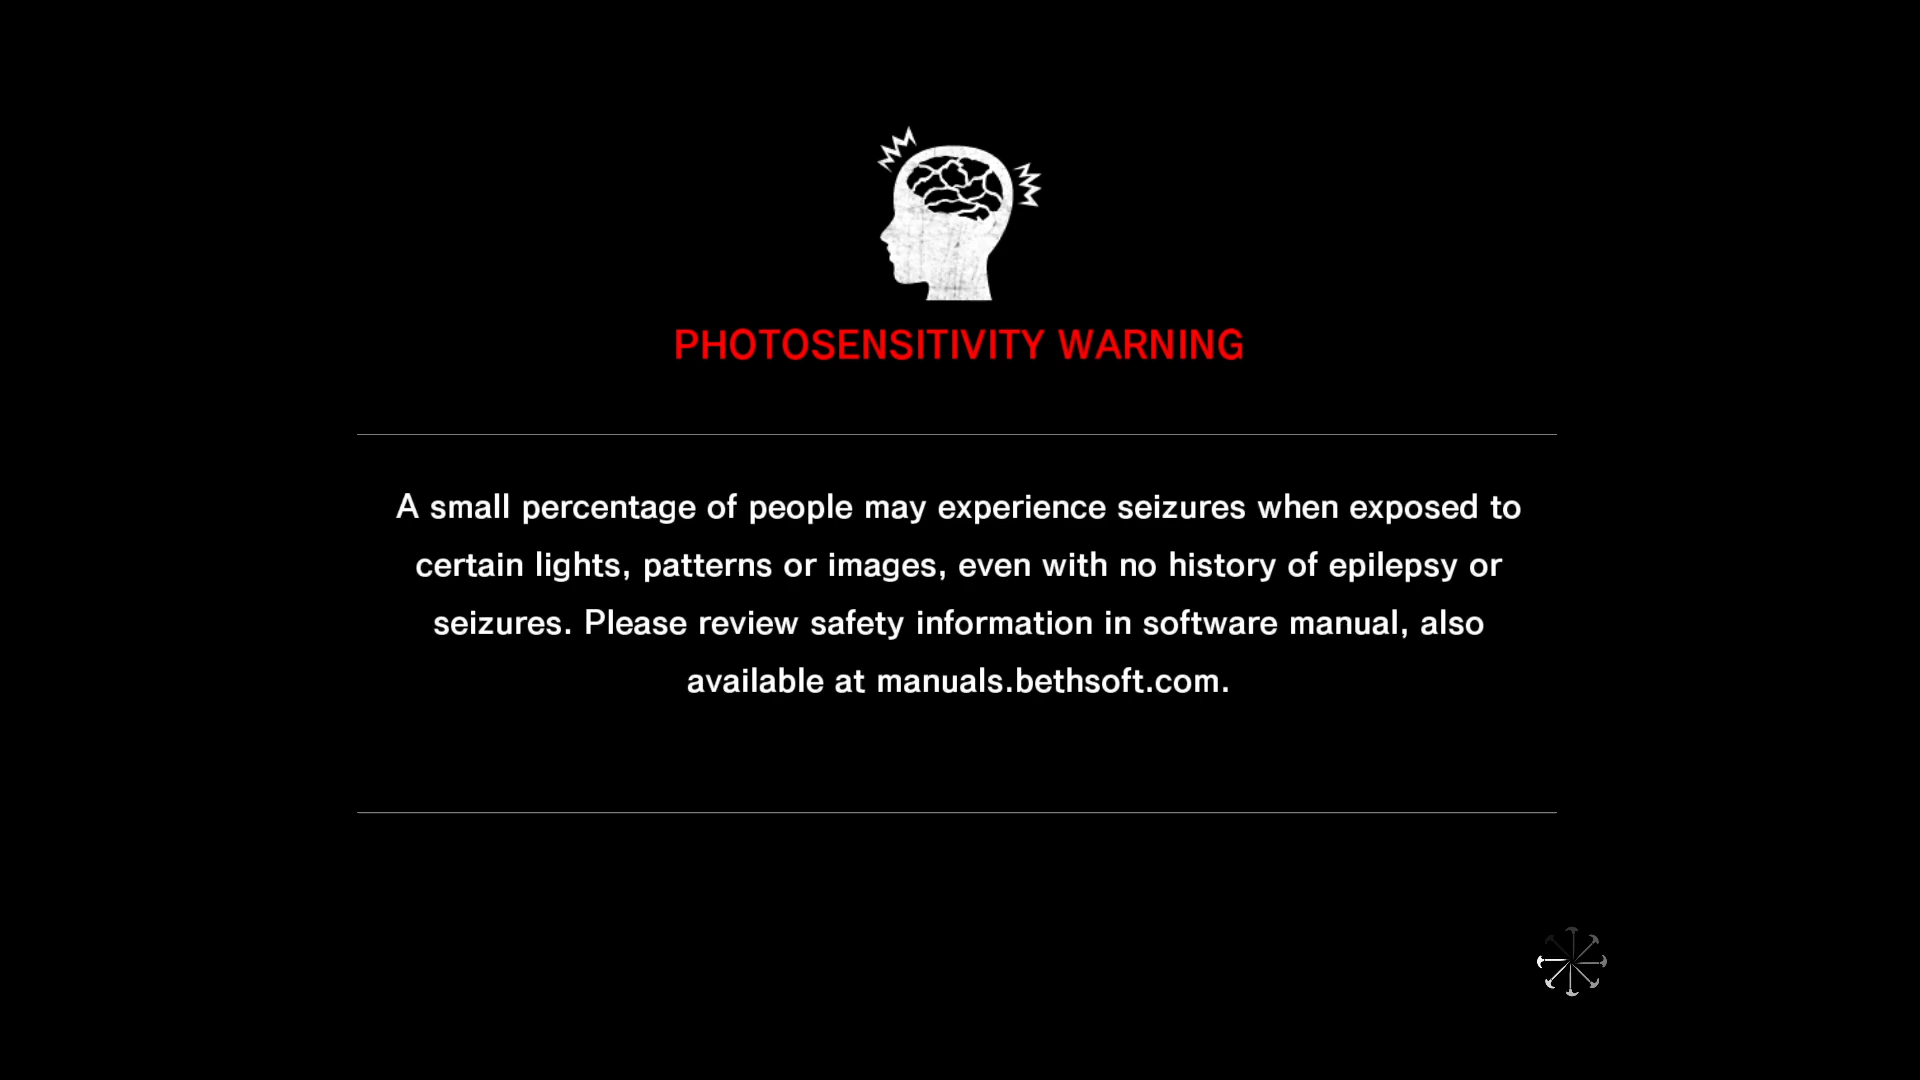 PHOTOSENSITIVITY WARNING
A small percentage of people may experience seizures when exposed to
certain lights, patterns or images, even with no history of epilepsy or
seizures. Please review safety information in software manual, also
available at manuals.bethsoft.com.